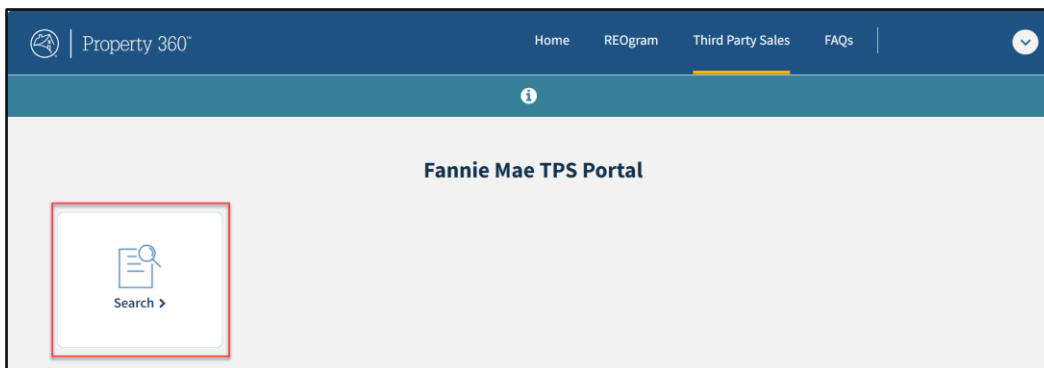 Property 360™
Home REOgram Third Party Sales FAQs
Fannie Mae TPS Portal
Search >